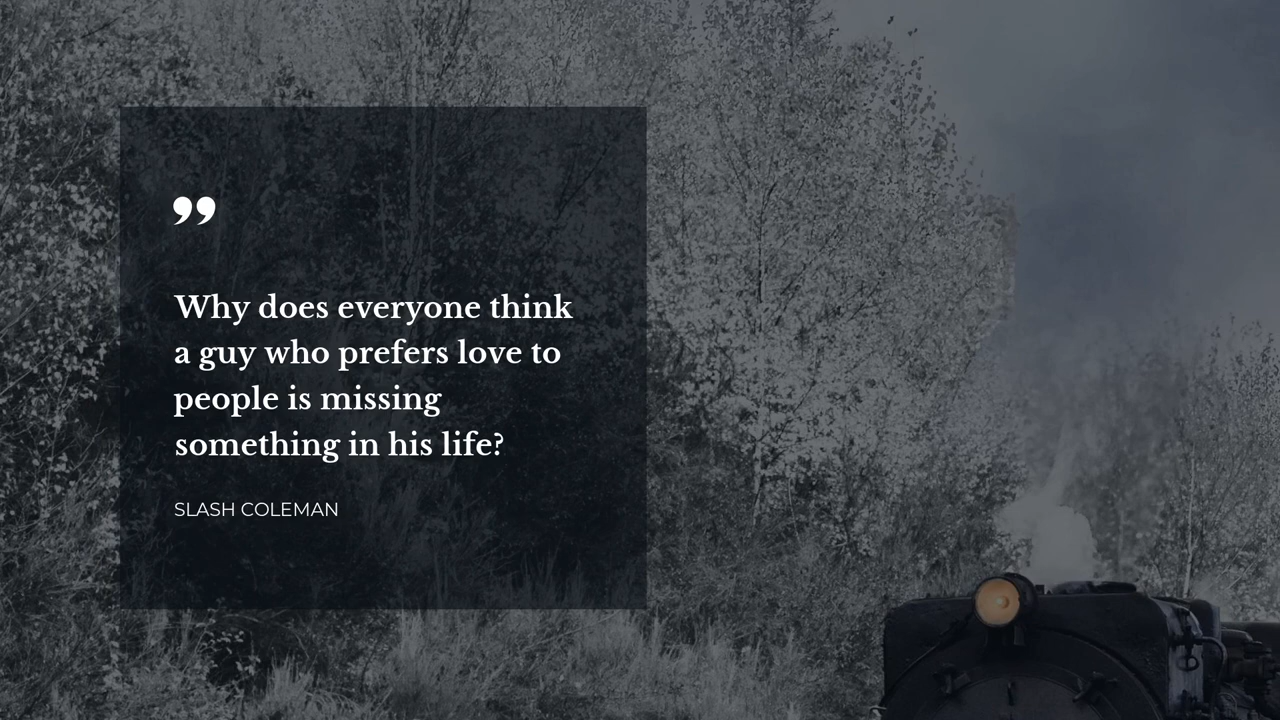 ”
Why does everyone think
a guy who prefers love to
people is missing
something in his life?
SLASH COLEMAN